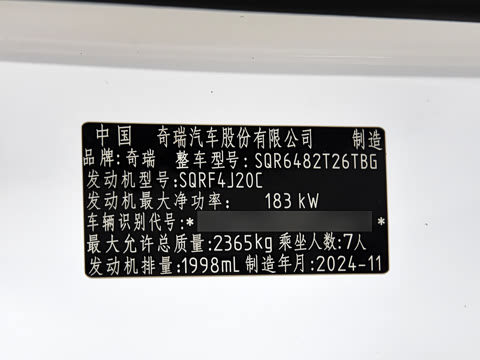 中国 奇瑞汽车股份有限公司 制造
品牌:奇瑞 整车型号:SQR6482T26TBG
发动机型号:SQRF4J20C
发动机最大净功率: 183 kW
车辆识别代号:* *
最大允许总质量:2365kg 乘坐人数:7人
发动机排量:1998mL 制造年月:2024-11